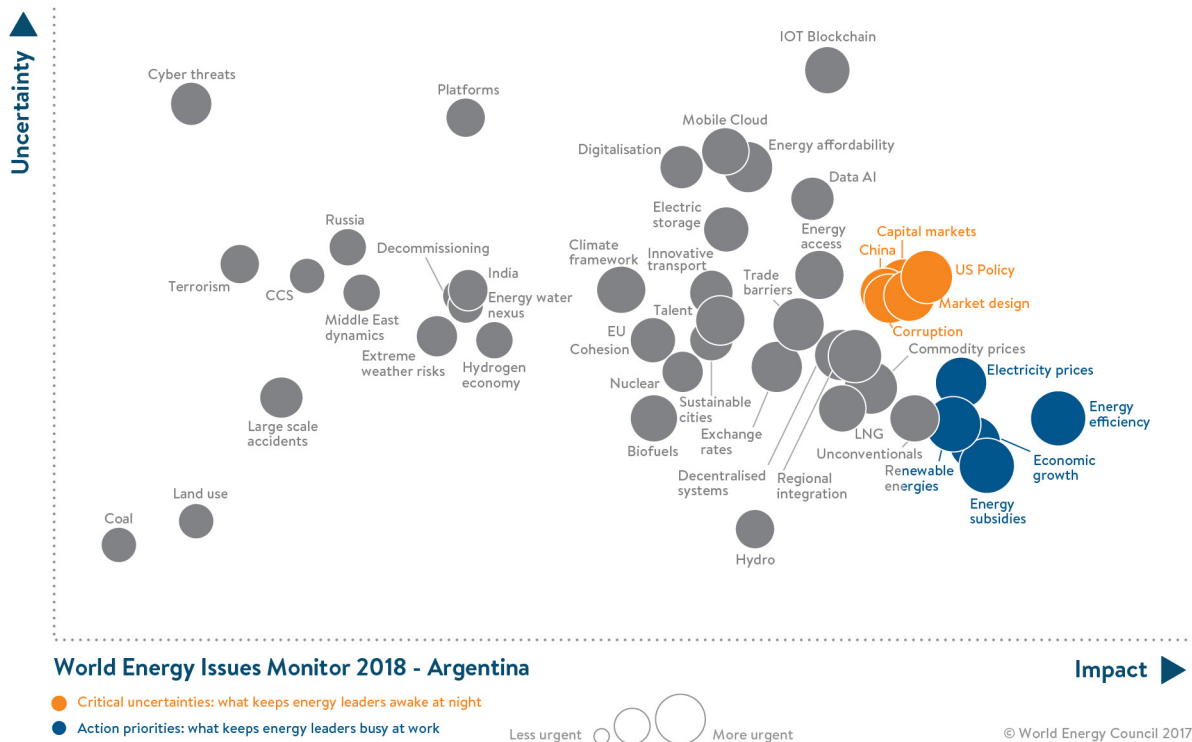 Uncertainty
IOT Blockchain
Cyber threats
Platforms
Mobile Cloud
Digitalisation
Energy affordability
Data AI
Electric
storage
Russia
Decommissioning
Energy
access
Capital markets
China
Climate
framework
Innovative
transport
US Policy
Terrorism
CCS
India
Trade
barriers
Energy water
nexus
Market design
Middle East
dynamics
Talent
EU
Cohesion
Corruption
Extreme
weather risks
Hydrogen
economy
Commodity prices
Nuclear
Electricity prices
Large scale
accidents
Sustainable
cities
Energy
efficiency
Biofuels
Exchange
rates
LNG
Unconventionals
Decentralised
systems
Regional
integration
Renewable
energies
Economic
growth
Land use
Energy
subsidies
Coal
Hydro
World Energy Issues Monitor 2018 - Argentina
Impact
Critical uncertainties: what keeps energy leaders awake at night
Action priorities: what keeps energy leaders busy at work
Less urgent
More urgent
© World Energy Council 2017